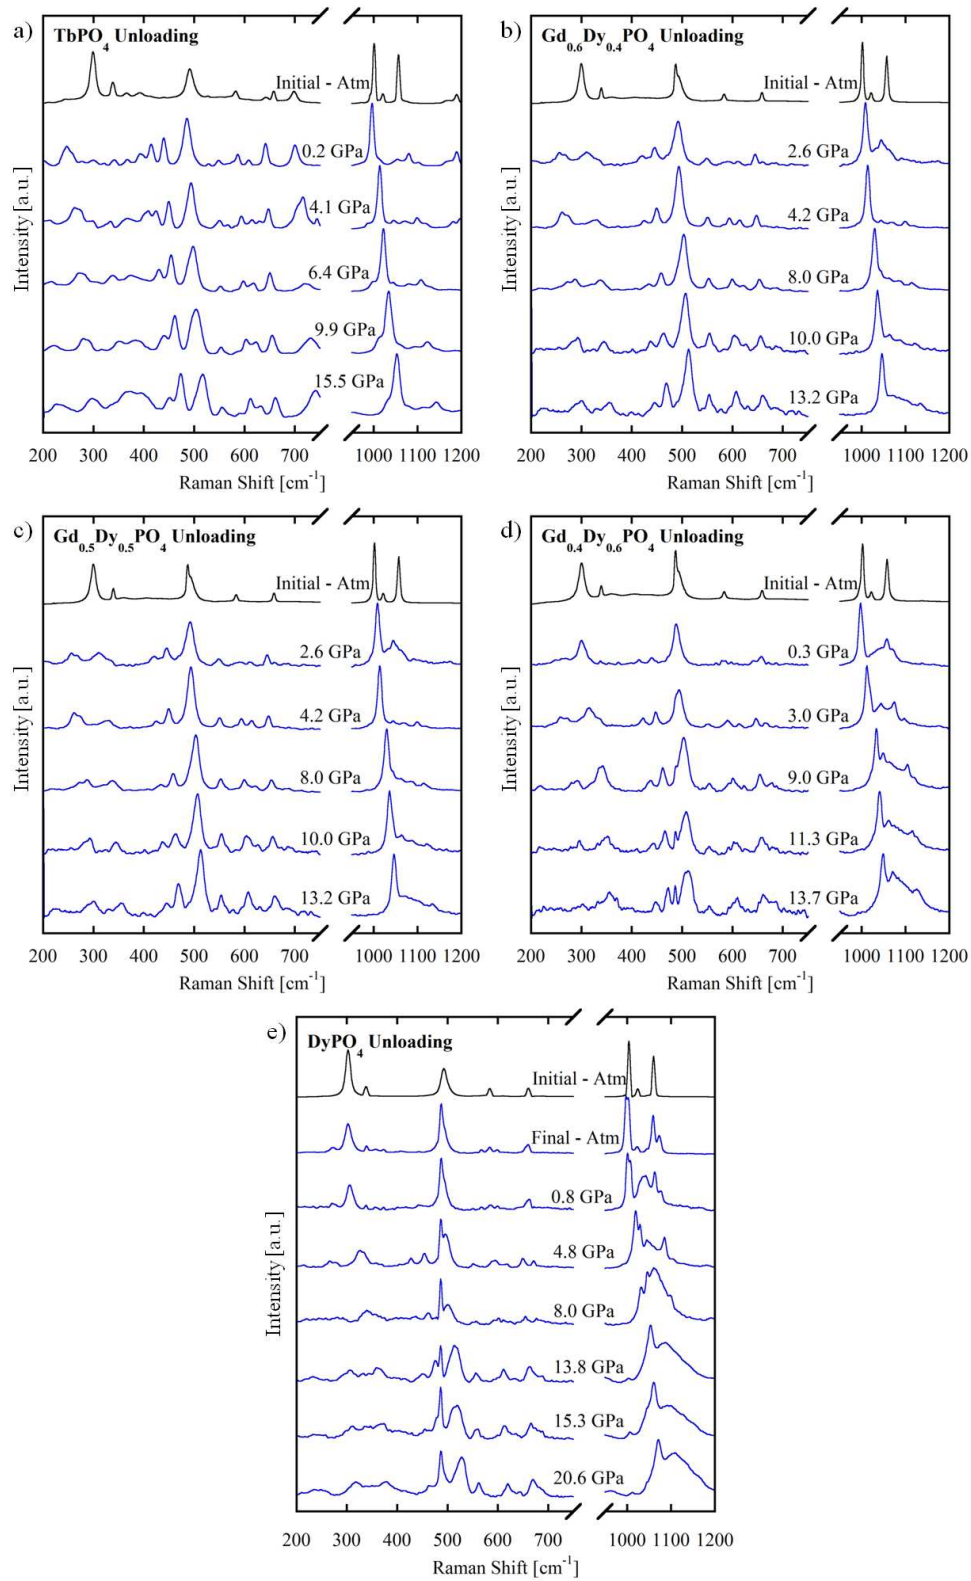 a)
TbPO4 Unloading
Initial - Atm
0.2 GPa
4.1 GPa
6.4 GPa
9.9 GPa
15.5 GPa
Intensity [a.u.]
200 300 400 500 600 700 1000 1100 1200
Raman Shift [cm-1]
b)
Gd0.6Dy0.4PO4 Unloading
Initial - Atm
2.6 GPa
4.2 GPa
8.0 GPa
10.0 GPa
13.2 GPa
Intensity [a.u.]
200 300 400 500 600 700 1000 1100 1200
Raman Shift [cm-1]
c)
Gd0.5Dy0.5PO4 Unloading
Initial - Atm
2.6 GPa
4.2 GPa
8.0 GPa
10.0 GPa
13.2 GPa
Intensity [a.u.]
200 300 400 500 600 700 1000 1100 1200
Raman Shift [cm-1]
d)
Gd0.4Dy0.6PO4 Unloading
Initial - Atm
0.3 GPa
3.0 GPa
9.0 GPa
11.3 GPa
13.7 GPa
Intensity [a.u.]
200 300 400 500 600 700 1000 1100 1200
Raman Shift [cm-1]
e)
DyPO4 Unloading
Initial - Atm
Final - Atm
0.8 GPa
4.8 GPa
8.0 GPa
13.8 GPa
15.3 GPa
20.6 GPa
Intensity [a.u.]
200 300 400 500 600 700 1000 1100 1200
Raman Shift [cm-1]